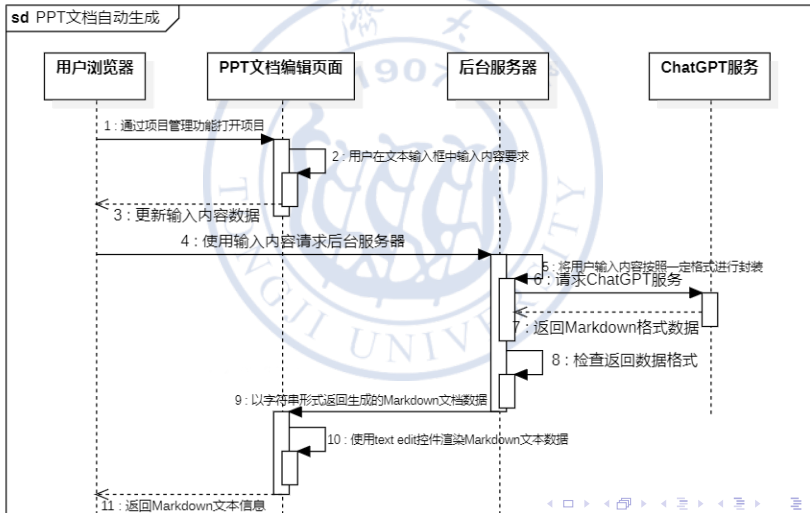 sd PPT文档自动生成
用户浏览器
PPT文档编辑页面
后台服务器
ChatGPT服务
1 : 通过项目管理功能打开项目
2 : 用户在文本输入框中输入内容要求
3 : 更新输入内容数据
4 : 使用输入内容请求后台服务器
5 : 将用户输入内容按照一定格式进行封装
6 : 请求ChatGPT服务
7 : 返回Markdown格式数据
8 : 检查返回数据格式
9 : 以字符串形式返回生成的Markdown文档数据
10 : 使用text edit控件渲染Markdown文本数据
11 : 返回Markdown文本信息
1907
TONGJI UNIVERSITY